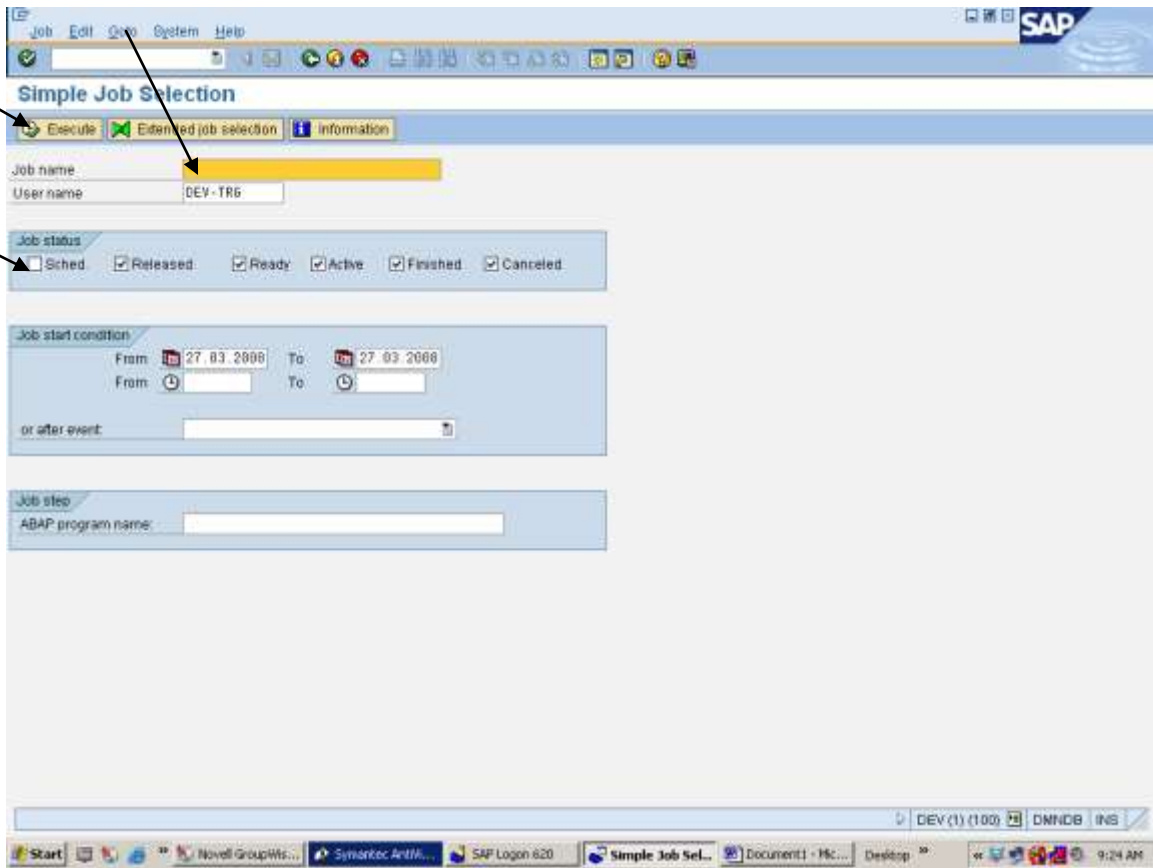 Job Edit Goto System Help
SAP
Simple Job Selection
Execute Extended job selection Information
Job name
User name DEV-TRG
Job status
Sched. Released Ready Active Finished Canceled
Job start condition
From 27.03.2008 To 27.03.2008
From To
or after event:
Job step
ABAP program name:
DEV (1) (100) DMNDB INS
Start Novell GroupWis... Symantec AntiVi... SAP Logon 620 Simple Job Sel... Document1 - Mic... Desktop 9:24 AM